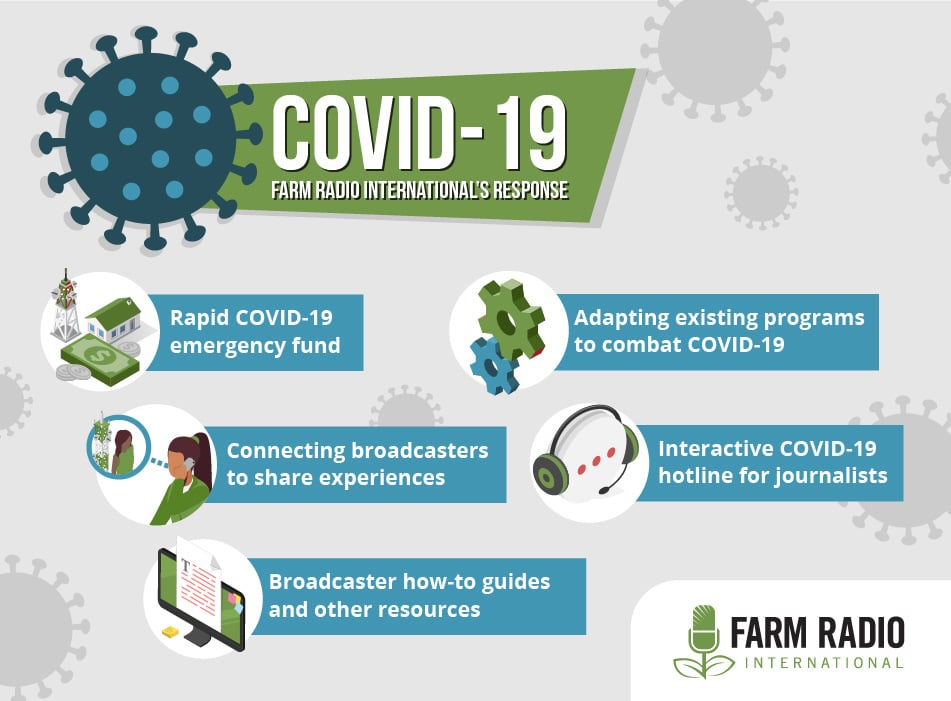 COVID-19
FARM RADIO INTERNATIONAL'S RESPONSE
Rapid COVID-19
emergency fund
Adapting existing programs
to combat COVID-19
Connecting broadcasters
to share experiences
Interactive COVID-19
hotline for journalists
T
Broadcaster how-to guides
and other resources
FARM RADIO
INTERNATIONAL